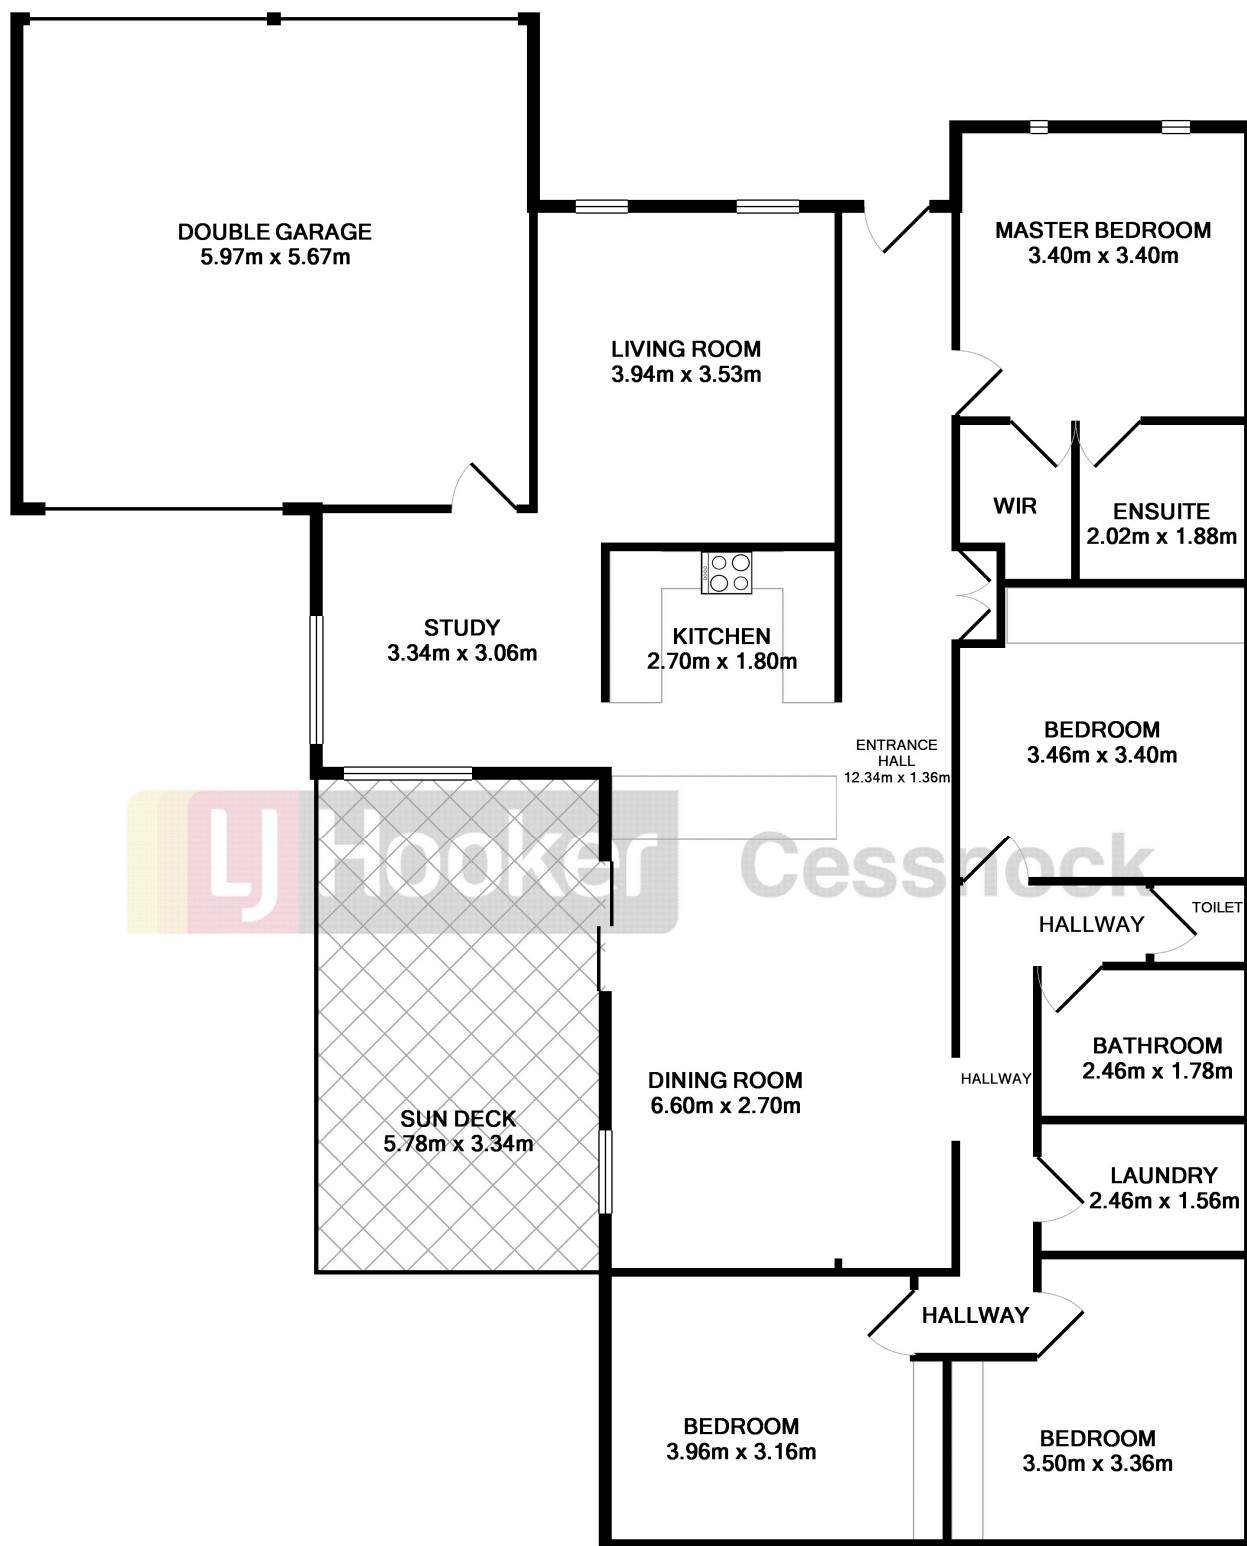 DOUBLE GARAGE
5.97m x 5.67m
MASTER BEDROOM
3.40m x 3.40m
LIVING ROOM
3.94m x 3.53m
WIR
ENSUITE
2.02m x 1.88m
STUDY
3.34m x 3.06m
KITCHEN
2.70m x 1.80m
BEDROOM
3.46m x 3.40m
ENTRANCE
HALL
12.34m x 1.36m
LJ Hooker Cessnock
HALLWAY
TOILET
BATHROOM
2.46m x 1.78m
HALLWAY
DINING ROOM
6.60m x 2.70m
SUN DECK
5.78m x 3.34m
LAUNDRY
2.46m x 1.56m
HALLWAY
BEDROOM
3.96m x 3.16m
BEDROOM
3.50m x 3.36m